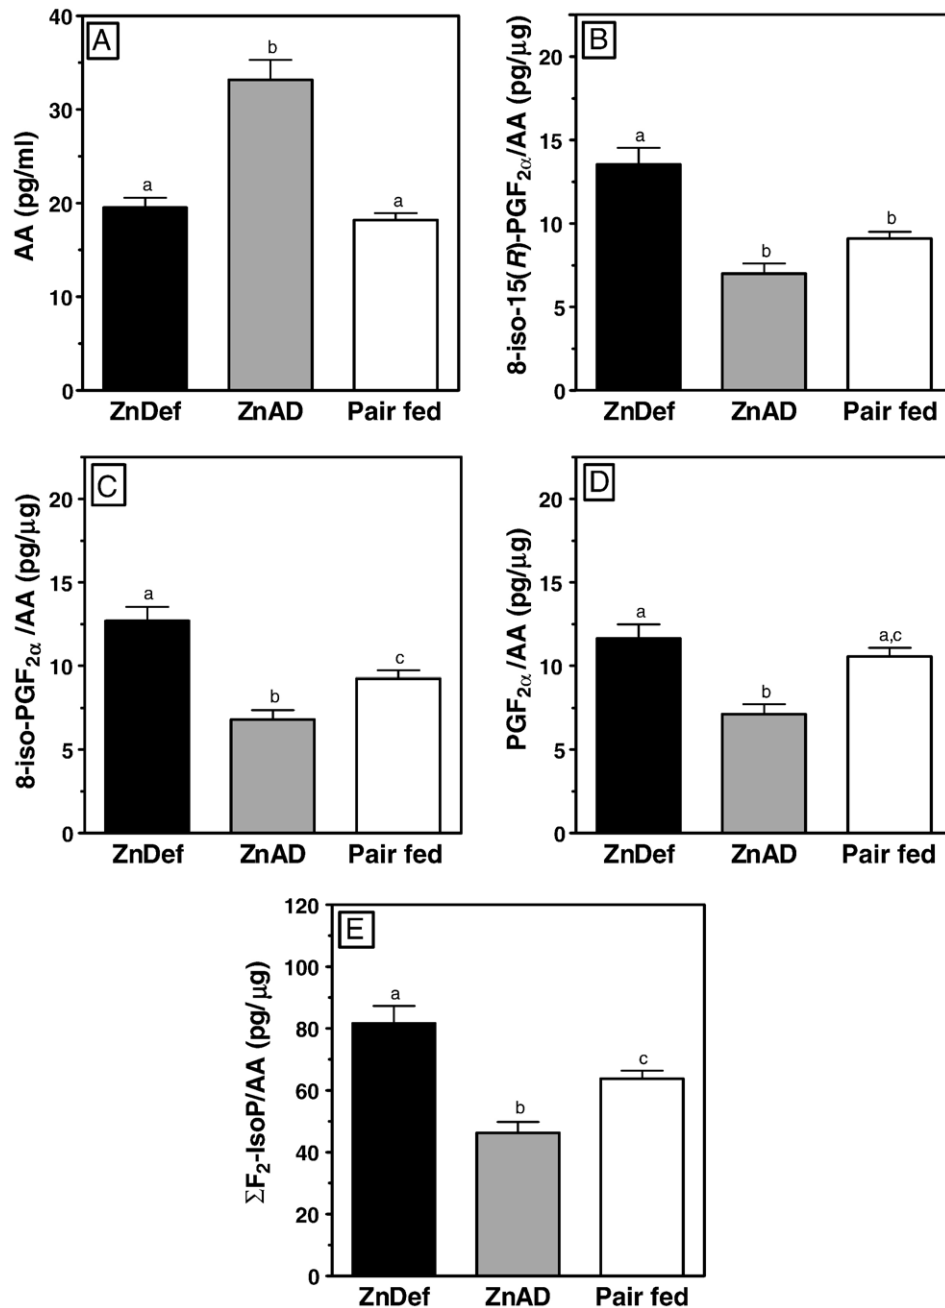 A
AA (pg/ml)
40
30
20
10
0
a
b
a
ZnDef ZnAD Pair fed
B
8-iso-15(R)-PGF2α/AA (pg/μg)
20
15
10
5
0
a
b
b
ZnDef ZnAD Pair fed
C
8-iso-PGF2α /AA (pg/μg)
20
15
10
5
0
a
b
c
ZnDef ZnAD Pair fed
D
PGF2α /AA (pg/μg)
20
15
10
5
0
a
b
a,c
ZnDef ZnAD Pair fed
E
ΣF2-IsoP/AA (pg/μg)
120
100
80
60
40
20
0
a
b
c
ZnDef ZnAD Pair fed